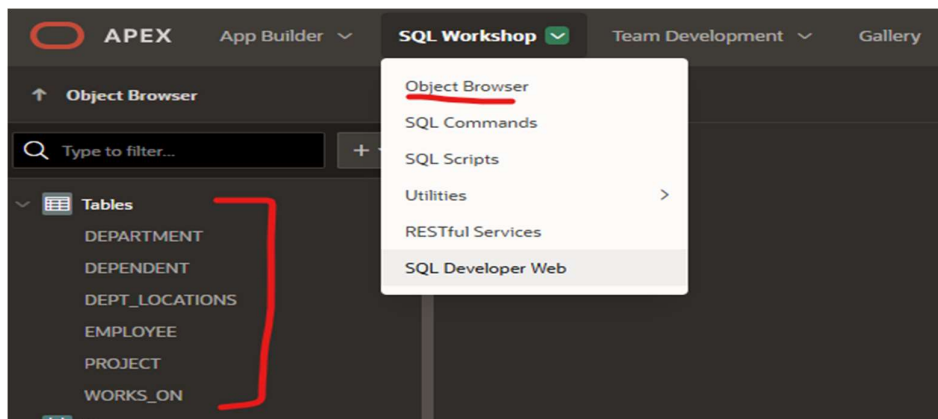 APEX App Builder SQL Workshop Team Development Gallery
Object Browser
Type to filter...
Tables
DEPARTMENT
DEPENDENT
DEPT_LOCATIONS
EMPLOYEE
PROJECT
WORKS_ON
Object Browser
SQL Commands
SQL Scripts
Utilities
RESTful Services
SQL Developer Web